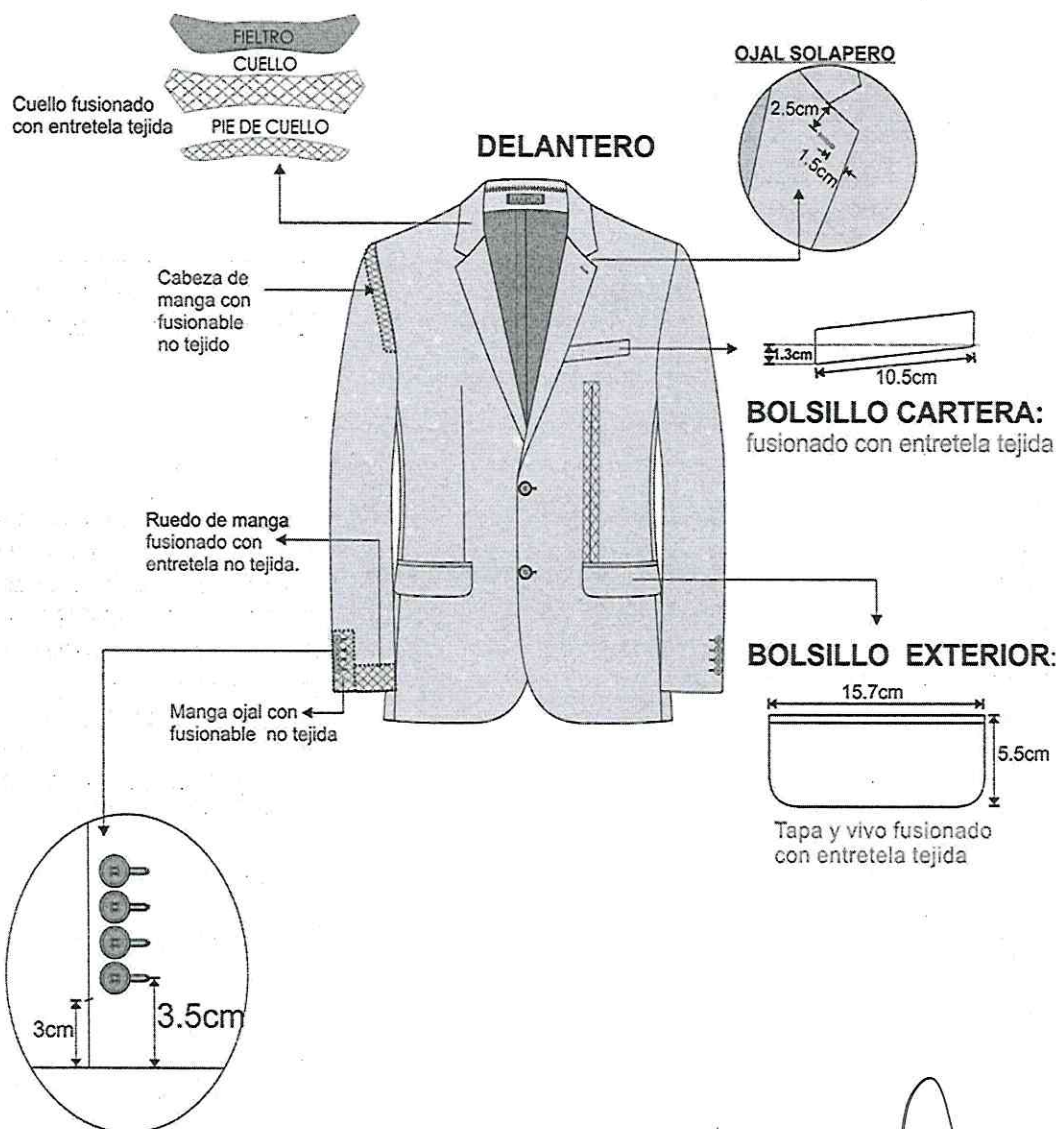 FIELTRO
CUELLO
Cuello fusionado
con entretela tejida
PIE DE CUELLO
OJAL SOLAPERO
2.5cm
1.5cm
DELANTERO
Cabeza de
manga con
fusionable
no tejido
1.3cm
10.5cm
BOLSILLO CARTERA:
fusionado con entretela tejida
Ruedo de manga
fusionado con
entretela no tejida.
BOLSILLO EXTERIOR:
15.7cm
5.5cm
Manga ojal con
fusionable no tejida
Tapa y vivo fusionado
con entretela tejida
3cm
3.5cm